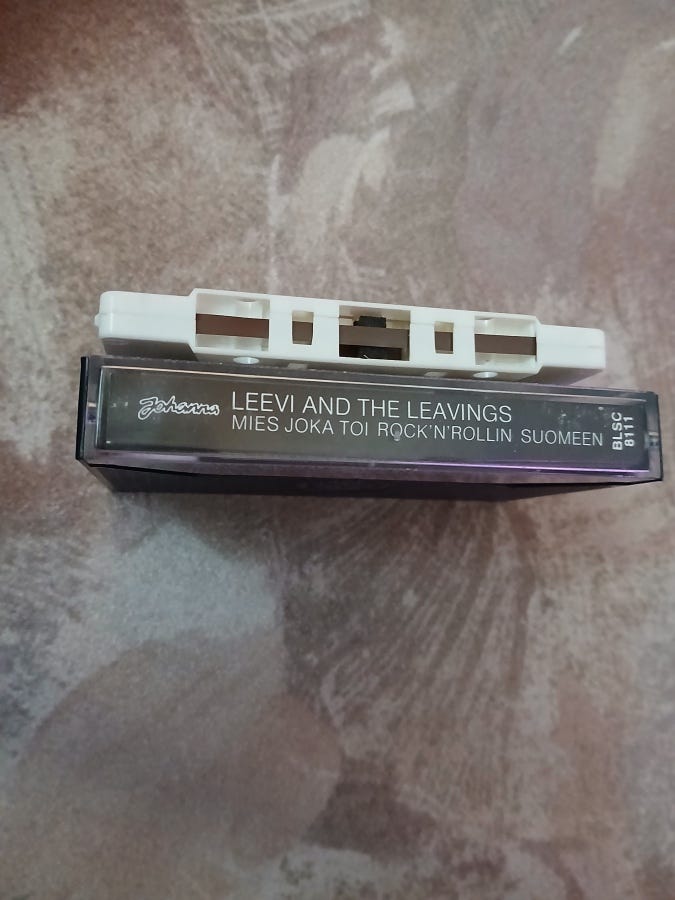 Johanna
LEEVI AND THE LEAVINGS
MIES JOKA TOI ROCK'N'ROLLIN SUOMEEN
BLSC
8111